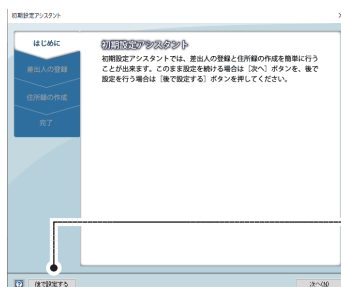 初期設定アシスタント
はじめに
差出人の登録
住所録の作成
完了
初期設定アシスタント
初期設定アシスタントでは、差出人の登録と住所録の作成を簡単に行う
ことが出来ます。このまま設定を続ける場合は［次へ］ボタンを、後で
設定を行う場合は［後で設定する］ボタンを押してください。
後で設定する
次へ(N)